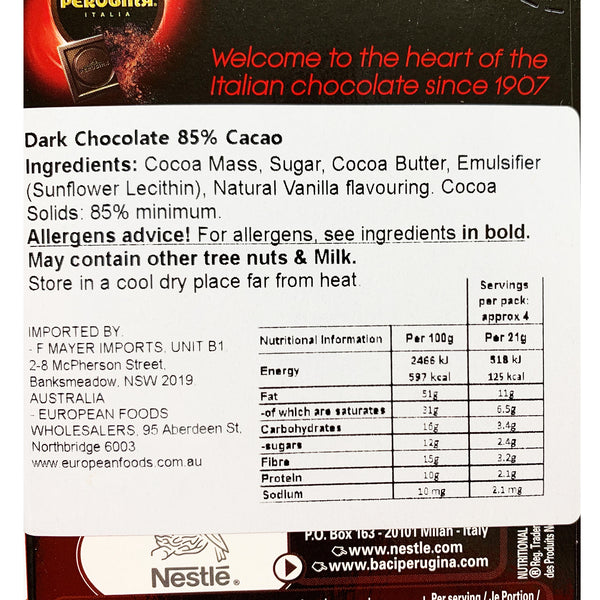 PERUGINA.
ITALIA
Welcome to the heart of the
Italian chocolate since 1907
Dark Chocolate 85% Cacao
Ingredients: Cocoa Mass, Sugar, Cocoa Butter, Emulsifier
(Sunflower Lecithin), Natural Vanilla flavouring. Cocoa
Solids: 85% minimum.
Allergens advice! For allergens, see ingredients in bold.
May contain other tree nuts & Milk.
Store in a cool dry place far from heat.
IMPORTED BY.
- F MAYER IMPORTS, UNIT B1,
2-8 McPherson Street,
Banksmeadow, NSW 2019
AUSTRALIA
- EUROPEAN FOODS
WHOLESALERS, 95 Aberdeen St.
Northbridge 6003
www.europeanfoods.com.au
Servings
per pack:
approx 4
Nutritional Information Per 100g Per 21g
Energy 2466 kJ 518 kJ
597 kcal 125 kcal
Fat 51g 11g
-of which are saturates 31g 6.5g
Carbohydrates 16g 3.4g
-sugars 12g 2.4g
Fibre 15g 3.2g
Protein 10g 2.1g
Sodium 10 mg 2.1 mg
P.O. Box 163 - 20101 Milan - Italy
www.nestle.com
www.baciperugina.com
Nestlé®
NUTRITIONAL
®Reg. Trade
des Produits N
Per serving / Je Portion /